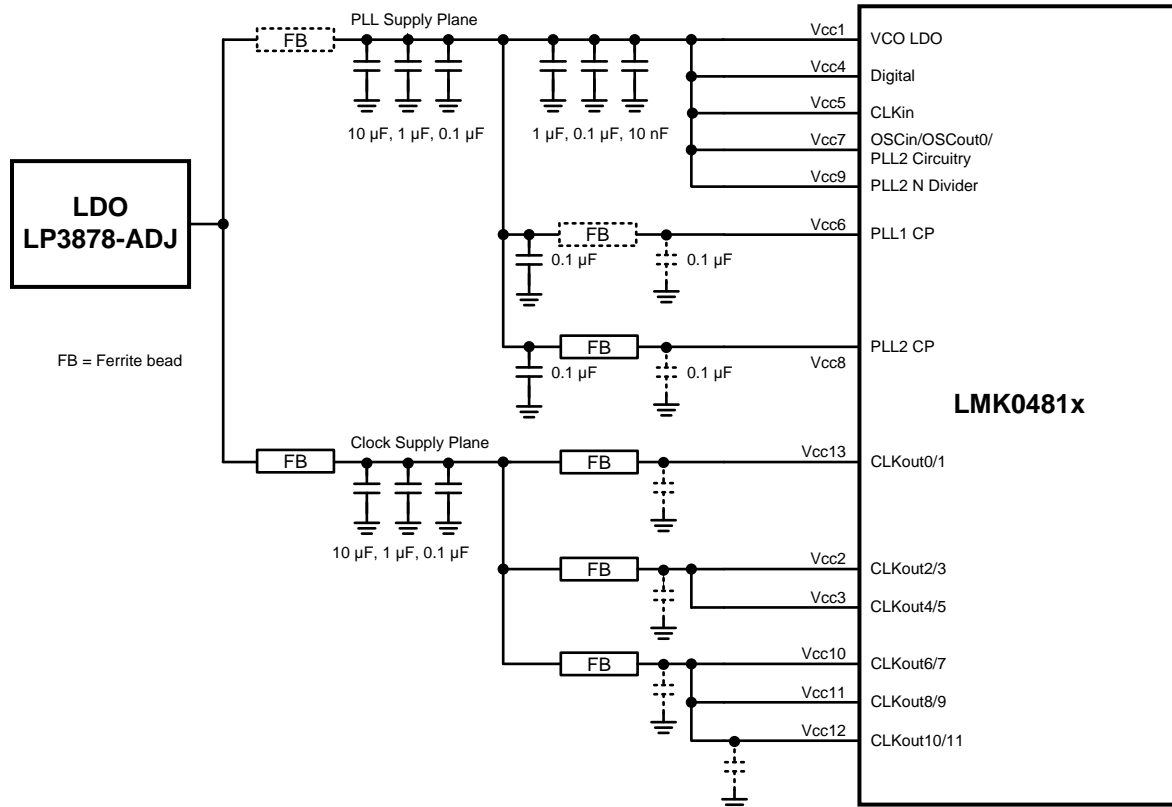 PLL Supply Plane
FB
Vcc1
VCO LDO
Vcc4
Digital
Vcc5
CLKin
10 µF, 1 µF, 0.1 µF
1 µF, 0.1 µF, 10 nF
Vcc7
OSCin/OSCout0/
PLL2 Circuitry
Vcc9
PLL2 N Divider
LDO
LP3878-ADJ
FB
Vcc6
PLL1 CP
0.1 µF
0.1 µF
FB = Ferrite bead
FB
Vcc8
PLL2 CP
0.1 µF
0.1 µF
LMK0481x
Clock Supply Plane
FB
FB
Vcc13
CLKout0/1
10 µF, 1 µF, 0.1 µF
FB
Vcc2
CLKout2/3
Vcc3
CLKout4/5
FB
Vcc10
CLKout6/7
Vcc11
CLKout8/9
Vcc12
CLKout10/11